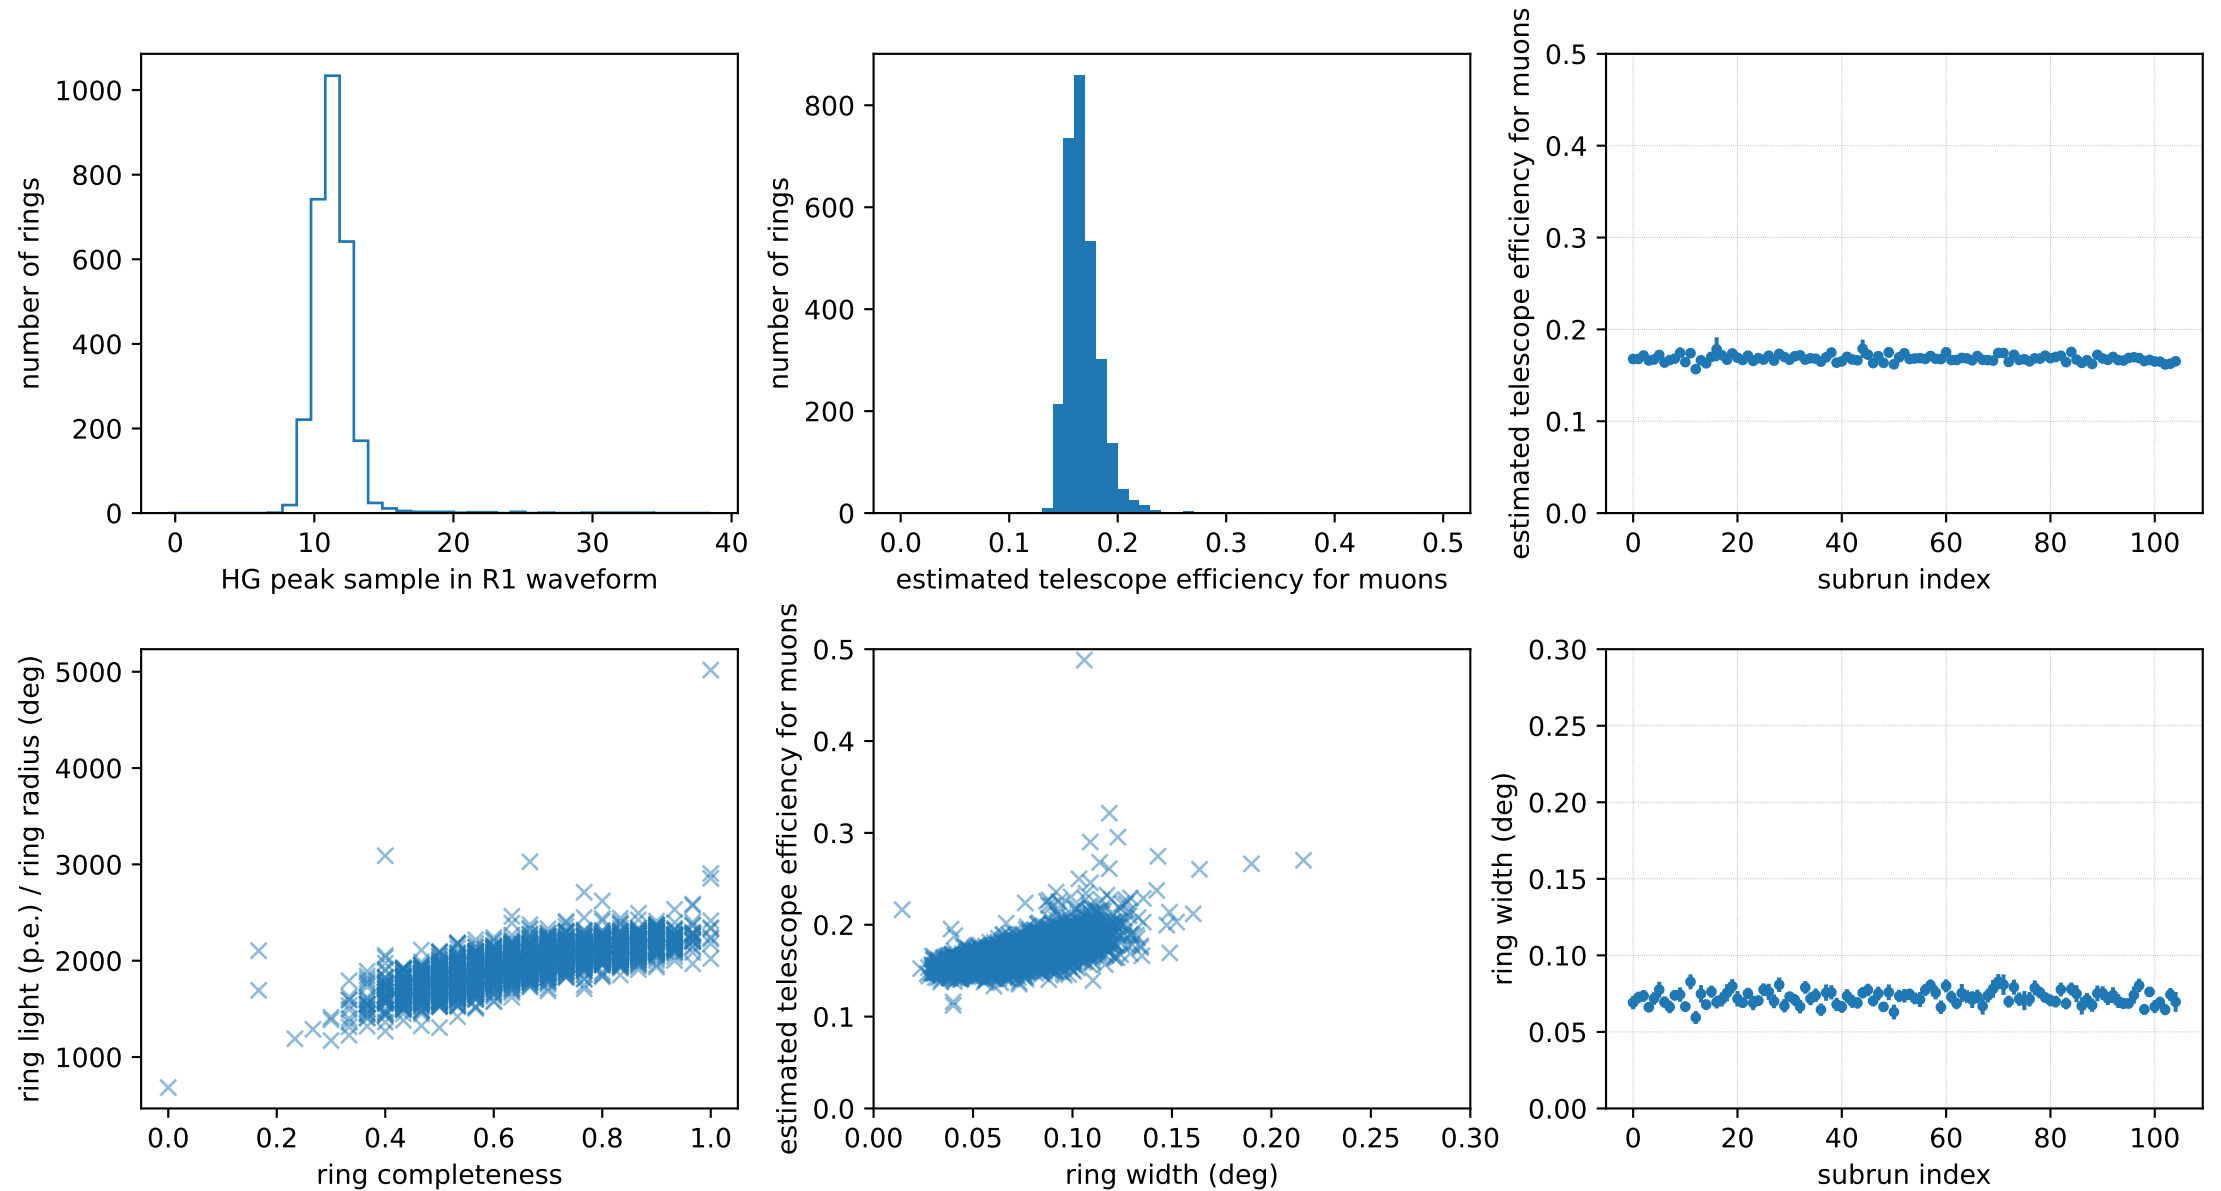 number of rings
1000
800
600
400
200
0
0 10 20 30 40
HG peak sample in R1 waveform
number of rings
800
600
400
200
0
0.0 0.1 0.2 0.3 0.4 0.5
estimated telescope efficiency for muons
estimated telescope efficiency for muons
0.5
0.4
0.3
0.2
0.1
0.0
0 20 40 60 80 100
subrun index
ring light (p.e.) / ring radius (deg)
5000
4000
3000
2000
1000
0.0 0.2 0.4 0.6 0.8 1.0
ring completeness
estimated telescope efficiency for muons
0.5
0.4
0.3
0.2
0.1
0.0
0.00 0.05 0.10 0.15 0.20 0.25 0.30
ring width (deg)
ring width (deg)
0.30
0.25
0.20
0.15
0.10
0.05
0.00
0 20 40 60 80 100
subrun index